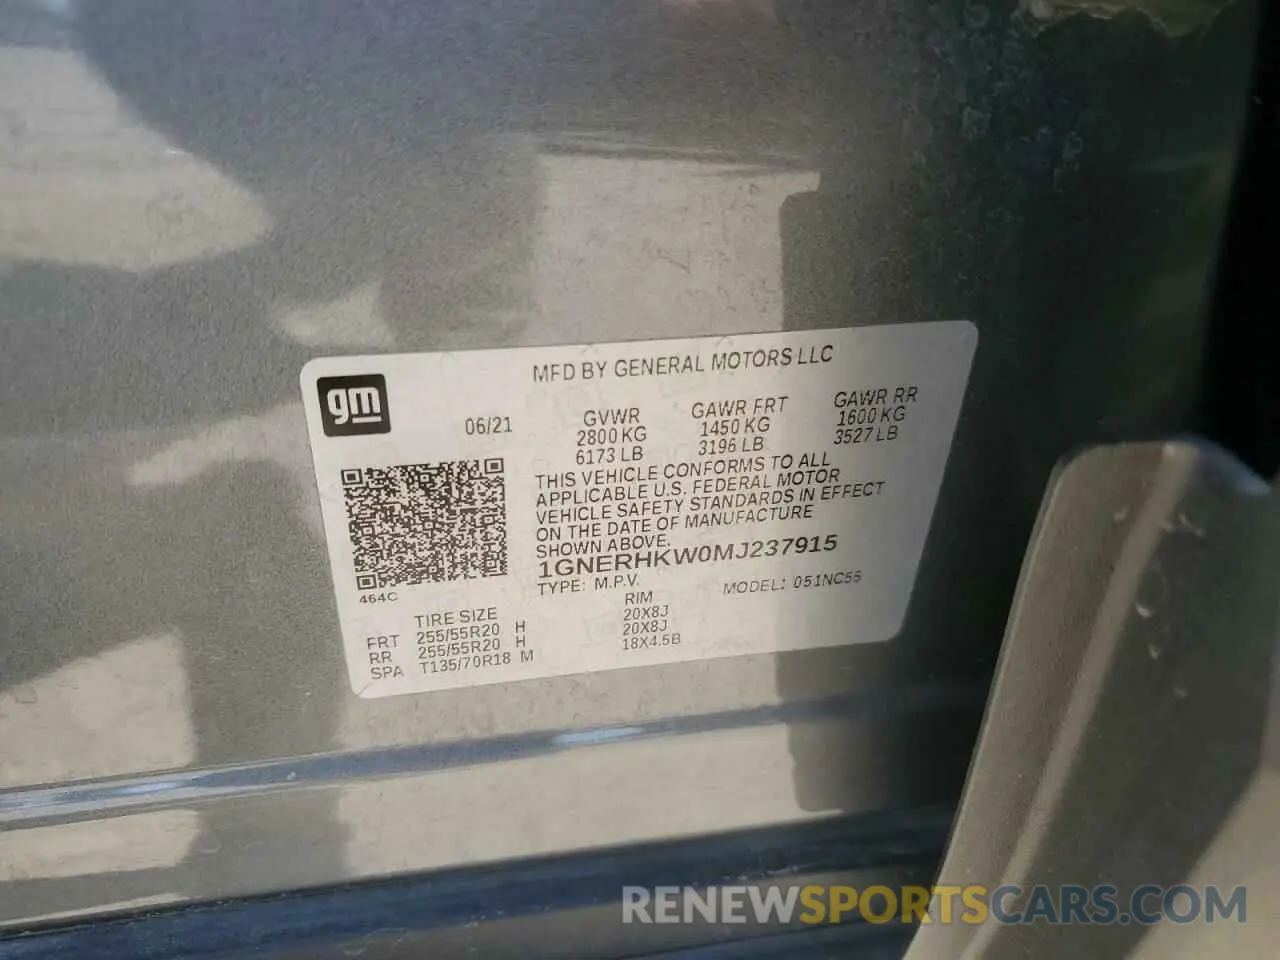 MFD BY GENERAL MOTORS LLC
gm
06/21
GVWR GAWR FRT GAWR RR
2800 KG 1450 KG 1600 KG
6173 LB 3196 LB 3527 LB
THIS VEHICLE CONFORMS TO ALL
APPLICABLE U.S. FEDERAL MOTOR
VEHICLE SAFETY STANDARDS IN EFFECT
ON THE DATE OF MANUFACTURE
SHOWN ABOVE.
1GNERHKW0MJ237915
TYPE: M.P.V. MODEL: 051NC56
464C
TIRE SIZE RIM
FRT 255/55R20 H 20X8J
RR 255/55R20 H 20X8J
SPA T135/70R18 M 18X4.5B
RENEWSPORTSCARS.COM